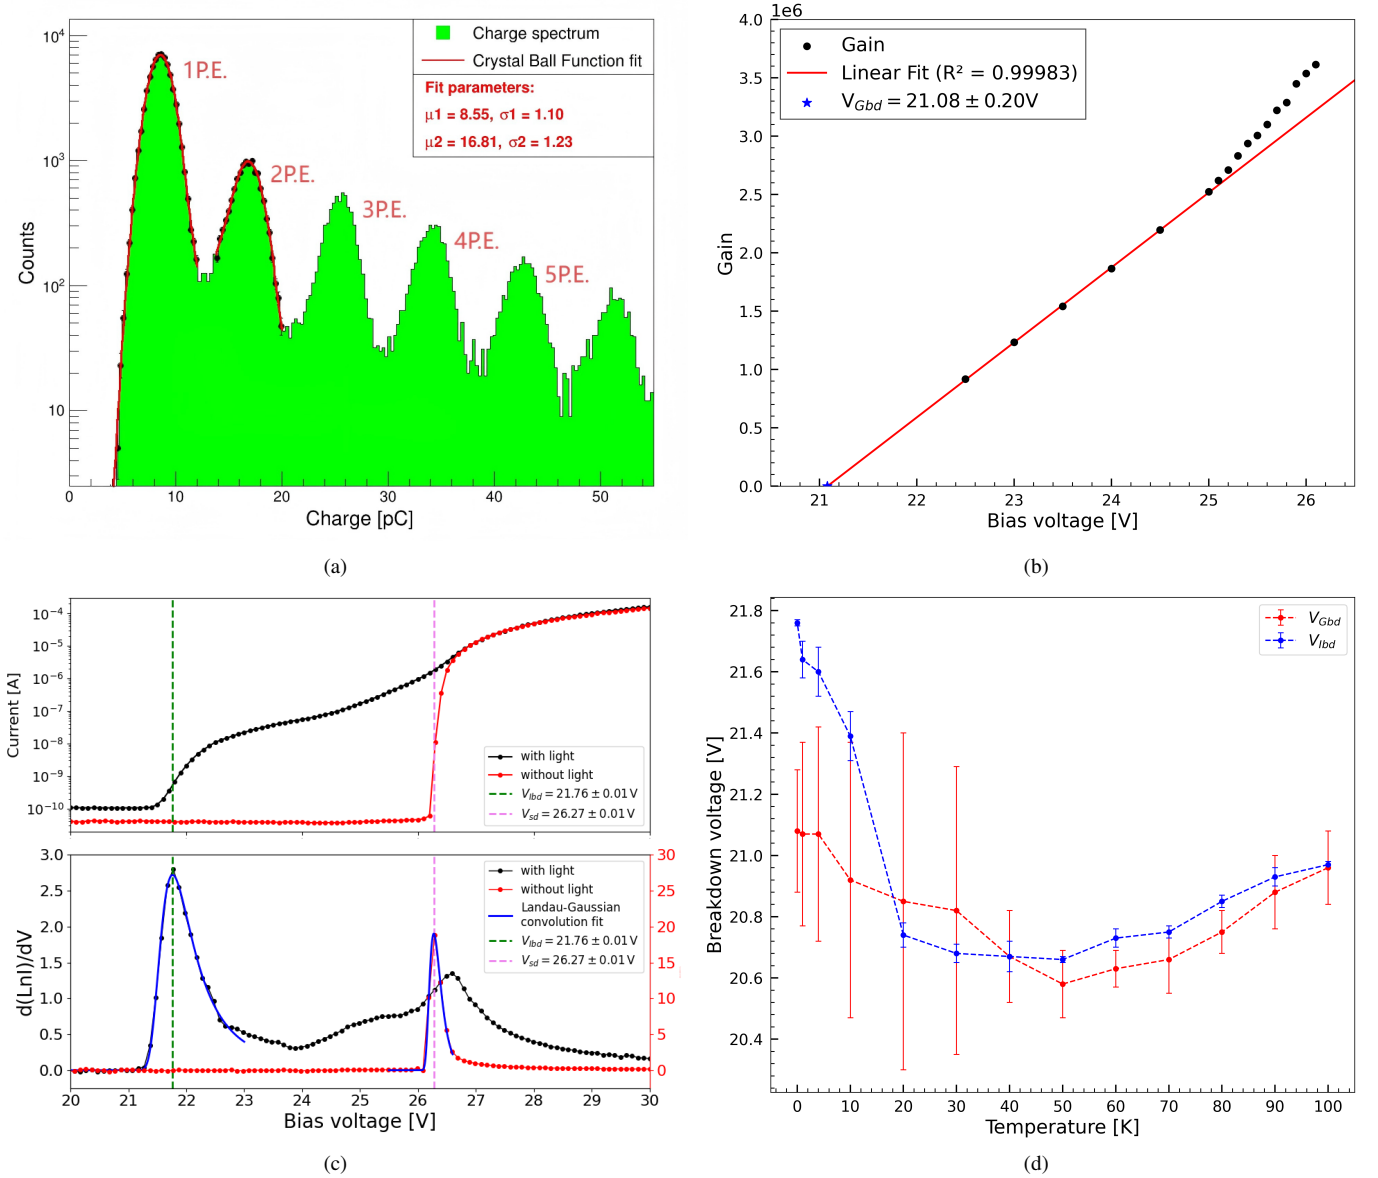 10⁴
10³
10²
10
Counts
0
10
20
30
40
50
Charge [pC]
Charge spectrum
Crystal Ball Function fit
Fit parameters:
μ1 = 8.55, σ1 = 1.10
μ2 = 16.81, σ2 = 1.23
1P.E.
2P.E.
3P.E.
4P.E.
5P.E.
(a)
1e6
4.0
3.5
3.0
2.5
2.0
1.5
1.0
0.5
0.0
Gain
21
22
23
24
25
26
Bias voltage [V]
Gain
Linear Fit (R² = 0.99983)
V_Gbd = 21.08 ± 0.20V
(b)
10⁻⁴
10⁻⁵
10⁻⁶
10⁻⁷
10⁻⁸
10⁻⁹
10⁻¹⁰
Current [A]
with light
without light
V_Ibd = 21.76 ± 0.01 V
V_sd = 26.27 ± 0.01 V
3.0
2.5
2.0
1.5
1.0
0.5
0.0
d(LnI)/dV
30
25
20
15
10
5
0
with light
without light
Landau-Gaussian
convolution fit
V_Ibd = 21.76 ± 0.01 V
V_sd = 26.27 ± 0.01 V
20
21
22
23
24
25
26
27
28
29
30
Bias voltage [V]
(c)
21.8
21.6
21.4
21.2
21.0
20.8
20.6
20.4
Breakdown voltage [V]
V_Gbd
V_Ibd
0
10
20
30
40
50
60
70
80
90
100
Temperature [K]
(d)